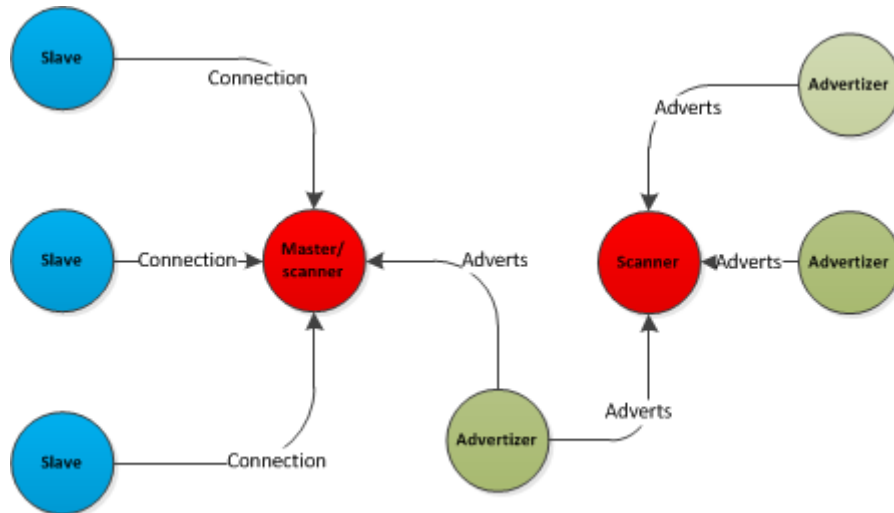 Slave
Connection
Advertizer
Adverts
Slave
Connection
Master/
scanner
Adverts
Scanner
Adverts
Advertizer
Adverts
Advertizer
Slave
Connection